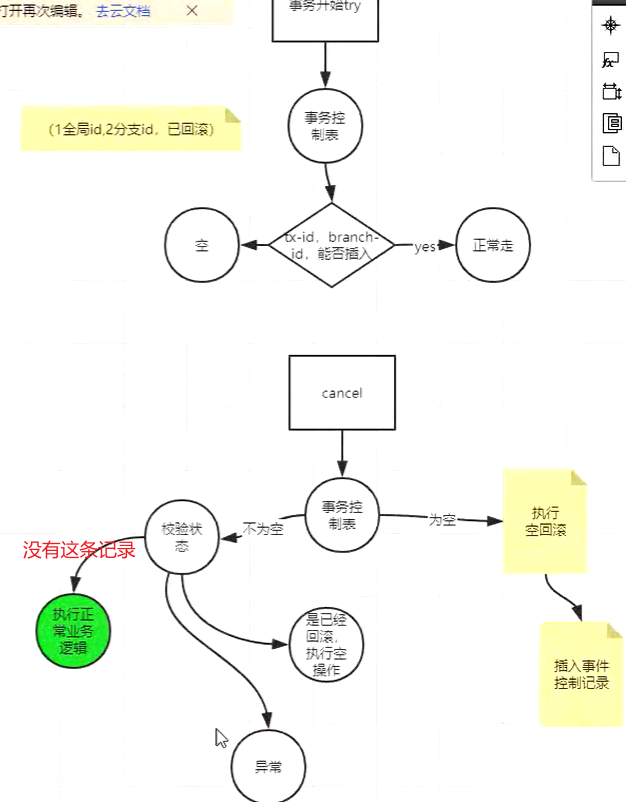 打开再次编辑。 去云文档
事务开始try
事务控
制表
(1全局id,2分支id，已回滚)
tx-id，branch-
id，能否插入
空
yes
正常走
cancel
事务控
制表
不为空
为空
执行
空回滚
校验状
态
没有这条记录
执行正
常业务
逻辑
是已经
回滚，
执行空
操作
插入事件
控制记录
异常